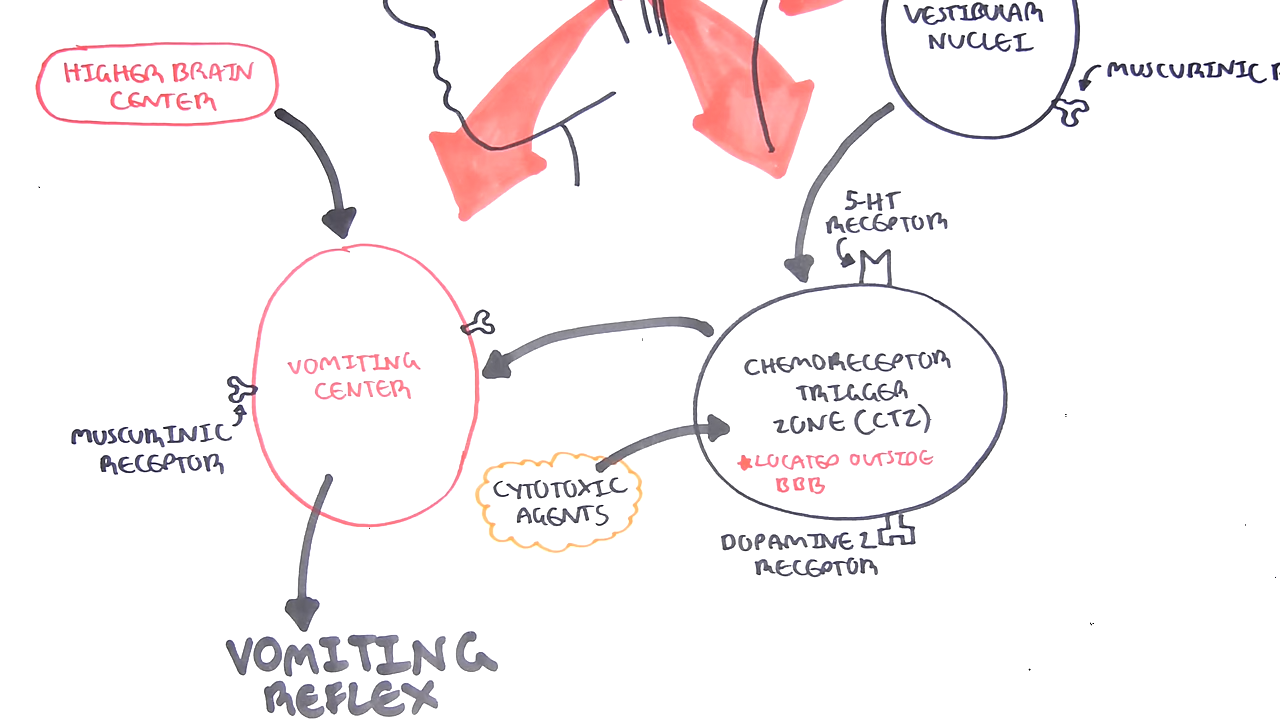 VESTIBULAR
NUCLEI
HIGHER BRAIN
CENTER
MUSCURINIC
5-HT
RECEPTOR
VOMITING
CENTER
MUSCURINIC
RECEPTOR
CHEMORECEPTOR
TRIGGER
ZONE (CTZ)
*LOCATED OUTSIDE
BBB
CYTOTOXIC
AGENTS
DOPAMINE 2
RECEPTOR
VOMITING
REFLEX